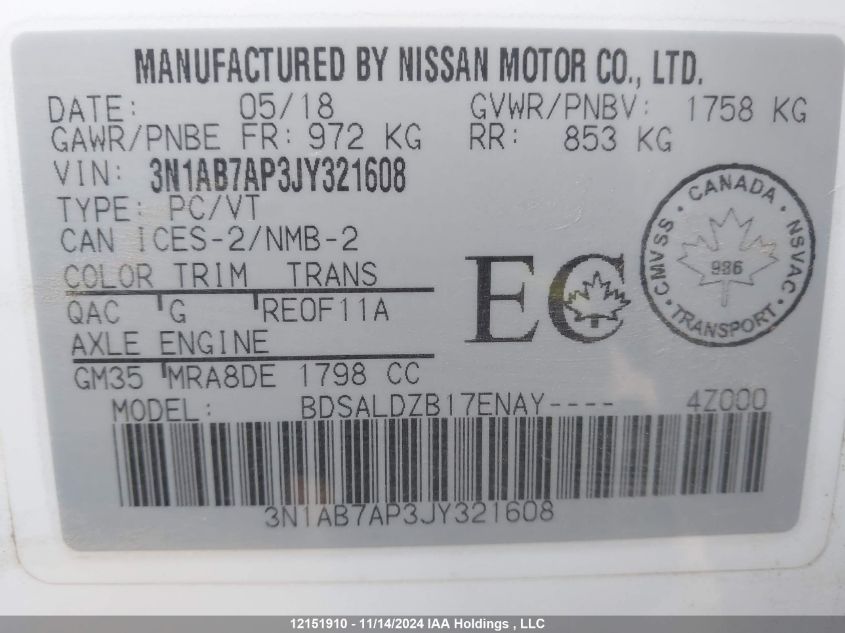 MANUFACTURED BY NISSAN MOTOR CO., LTD.
DATE: 05/18 GVWR/PNBV: 1758 KG
GAWR/PNBE FR: 972 KG RR: 853 KG
VIN: 3N1AB7AP3JY321608
TYPE: PC/VT
CAN ICES-2/NMB-2
COLOR TRIM TRANS
QAC G RE0F11A
AXLE ENGINE
GM35 MRA8DE 1798 CC
EC
CANADA
CMVSS · NSVAC
986
TRANSPORT
MODEL: BDSALDZB17ENAY---- 4Z000
3N1AB7AP3JY321608
12151910 - 11/14/2024 IAA Holdings , LLC